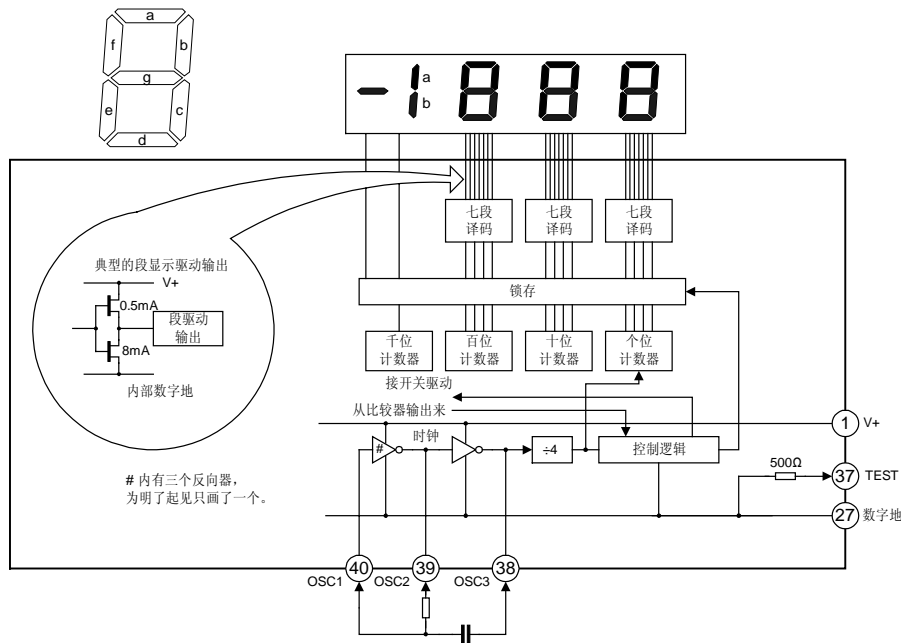 a
f
b
g
e
c
d
a
b
七段
译码
七段
译码
七段
译码
典型的段显示驱动输出
V+
0.5mA
段驱动
输出
8mA
内部数字地
锁存
千位
计数器
百位
计数器
十位
计数器
个位
计数器
接开关驱动
从比较器输出来
时钟
#
÷4
控制逻辑
1
V+
500Ω
37
TEST
27
数字地
# 内有三个反向器，
为明了起见只画了一个。
40
39
38
OSC1
OSC2
OSC3
-1888